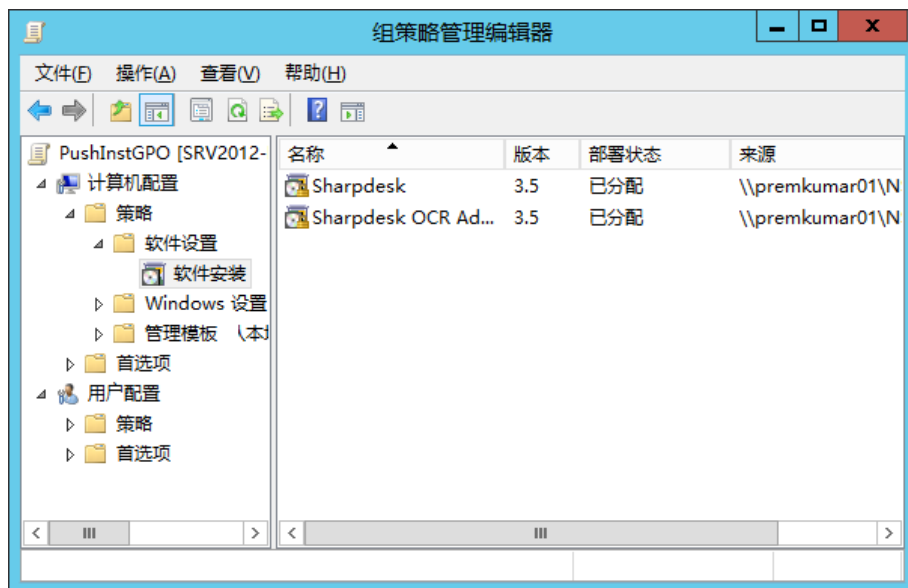 组策略管理编辑器
文件(F) 操作(A) 查看(V) 帮助(H)
PushInstGPO [SRV2012-
计算机配置
策略
软件设置
软件安装
Windows 设置
管理模板
首选项
用户配置
策略
首选项
名称 版本 部署状态 来源
Sharpdesk 3.5 已分配 \\premkumar01\N
Sharpdesk OCR Ad... 3.5 已分配 \\premkumar01\N